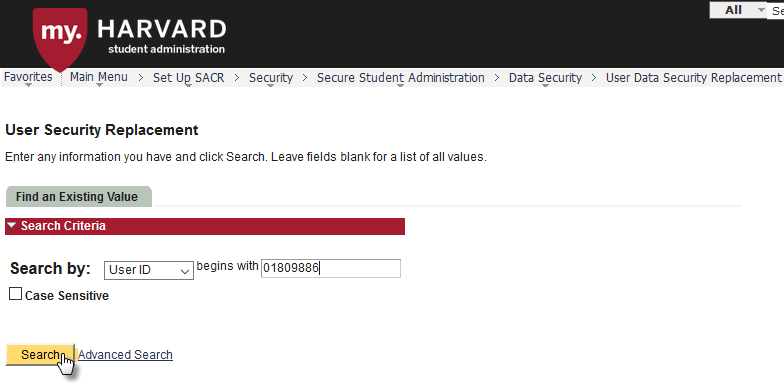 All
Se
my. HARVARD
student administration
Favorites Main Menu > Set Up SACR > Security > Secure Student Administration > Data Security > User Data Security Replacement
User Security Replacement
Enter any information you have and click Search. Leave fields blank for a list of all values.
Find an Existing Value
Search Criteria
Search by: User ID begins with 01809886
Case Sensitive
Search Advanced Search